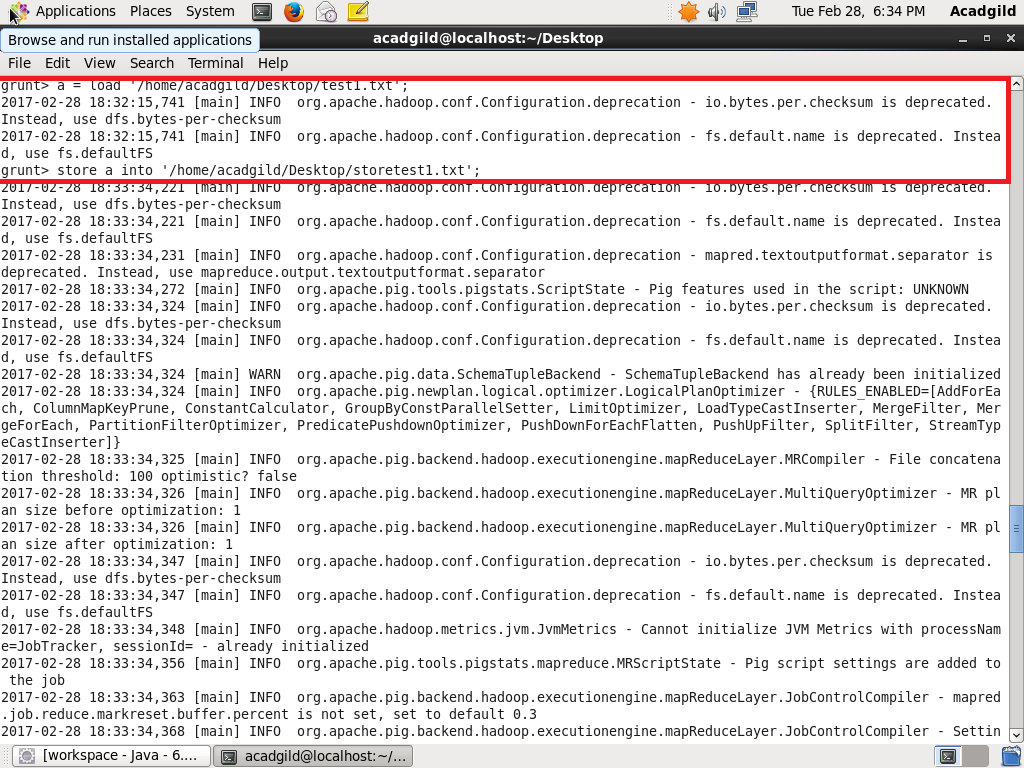 Applications Places System Tue Feb 28, 6:34 PM Acadgild
Browse and run installed applications
acadgild@localhost:~/Desktop
File Edit View Search Terminal Help
grunt> a = load '/home/acadgild/Desktop/test1.txt';
2017-02-28 18:32:15,741 [main] INFO  org.apache.hadoop.conf.Configuration.deprecation - io.bytes.per.checksum is deprecated.
Instead, use dfs.bytes-per-checksum
2017-02-28 18:32:15,741 [main] INFO  org.apache.hadoop.conf.Configuration.deprecation - fs.default.name is deprecated. Instea
d, use fs.defaultFS
grunt> store a into '/home/acadgild/Desktop/storetest1.txt';
2017-02-28 18:33:34,221 [main] INFO  org.apache.hadoop.conf.Configuration.deprecation - io.bytes.per.checksum is deprecated.
Instead, use dfs.bytes-per-checksum
2017-02-28 18:33:34,221 [main] INFO  org.apache.hadoop.conf.Configuration.deprecation - fs.default.name is deprecated. Instea
d, use fs.defaultFS
2017-02-28 18:33:34,231 [main] INFO  org.apache.hadoop.conf.Configuration.deprecation - mapred.textoutputformat.separator is
deprecated. Instead, use mapreduce.output.textoutputformat.separator
2017-02-28 18:33:34,272 [main] INFO  org.apache.pig.tools.pigstats.ScriptState - Pig features used in the script: UNKNOWN
2017-02-28 18:33:34,324 [main] INFO  org.apache.hadoop.conf.Configuration.deprecation - io.bytes.per.checksum is deprecated.
Instead, use dfs.bytes-per-checksum
2017-02-28 18:33:34,324 [main] INFO  org.apache.hadoop.conf.Configuration.deprecation - fs.default.name is deprecated. Instea
d, use fs.defaultFS
2017-02-28 18:33:34,324 [main] WARN  org.apache.pig.data.SchemaTupleBackend - SchemaTupleBackend has already been initialized
2017-02-28 18:33:34,324 [main] INFO  org.apache.pig.newplan.logical.optimizer.LogicalPlanOptimizer - {RULES_ENABLED=[AddForEa
ch, ColumnMapKeyPrune, ConstantCalculator, GroupByConstParallelSetter, LimitOptimizer, LoadTypeCastInserter, MergeFilter, Mer
geForEach, PartitionFilterOptimizer, PredicatePushdownOptimizer, PushDownForEachFlatten, PushUpFilter, SplitFilter, StreamTyp
eCastInserter]}
2017-02-28 18:33:34,325 [main] INFO  org.apache.pig.backend.hadoop.executionengine.mapReduceLayer.MRCompiler - File concatena
tion threshold: 100 optimistic? false
2017-02-28 18:33:34,326 [main] INFO  org.apache.pig.backend.hadoop.executionengine.mapReduceLayer.MultiQueryOptimizer - MR pl
an size before optimization: 1
2017-02-28 18:33:34,326 [main] INFO  org.apache.pig.backend.hadoop.executionengine.mapReduceLayer.MultiQueryOptimizer - MR pl
an size after optimization: 1
2017-02-28 18:33:34,347 [main] INFO  org.apache.hadoop.conf.Configuration.deprecation - io.bytes.per.checksum is deprecated.
Instead, use dfs.bytes-per-checksum
2017-02-28 18:33:34,347 [main] INFO  org.apache.hadoop.conf.Configuration.deprecation - fs.default.name is deprecated. Instea
d, use fs.defaultFS
2017-02-28 18:33:34,348 [main] INFO  org.apache.hadoop.metrics.jvm.JvmMetrics - Cannot initialize JVM Metrics with processNam
e=JobTracker, sessionId= - already initialized
2017-02-28 18:33:34,356 [main] INFO  org.apache.pig.tools.pigstats.mapreduce.MRScriptState - Pig script settings are added to
 the job
2017-02-28 18:33:34,363 [main] INFO  org.apache.pig.backend.hadoop.executionengine.mapReduceLayer.JobControlCompiler - mapred
.job.reduce.markreset.buffer.percent is not set, set to default 0.3
2017-02-28 18:33:34,368 [main] INFO  org.apache.pig.backend.hadoop.executionengine.mapReduceLayer.JobControlCompiler - Settin
[workspace - Java - 6.... acadgild@localhost:~/...